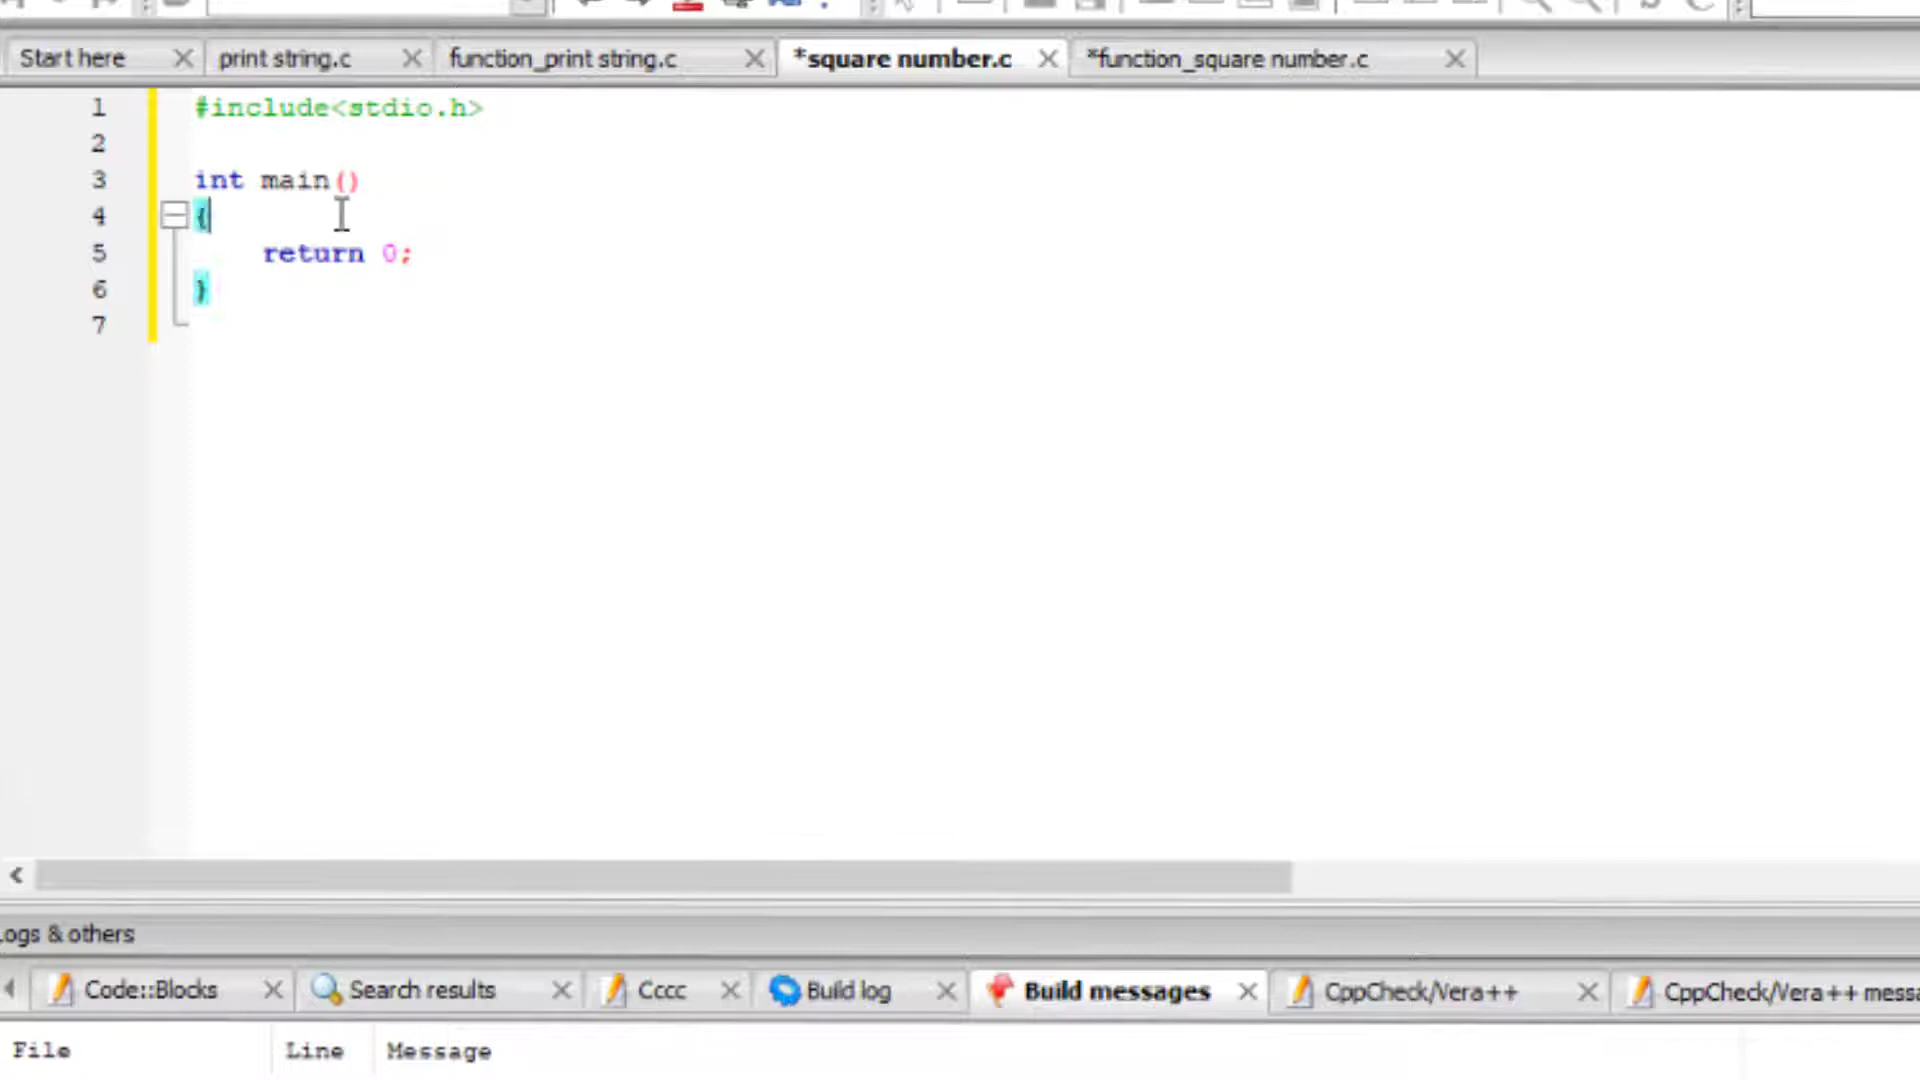 Start here print string.c function_print string.c *square number.c *function_square number.c
1 #include<stdio.h>
2
3 int main()
4 {
5 return 0;
6 }
7
ogs & others
Code::Blocks Search results Cccc Build log Build messages CppCheck/Vera++ CppCheck/Vera++ messa
File Line Message